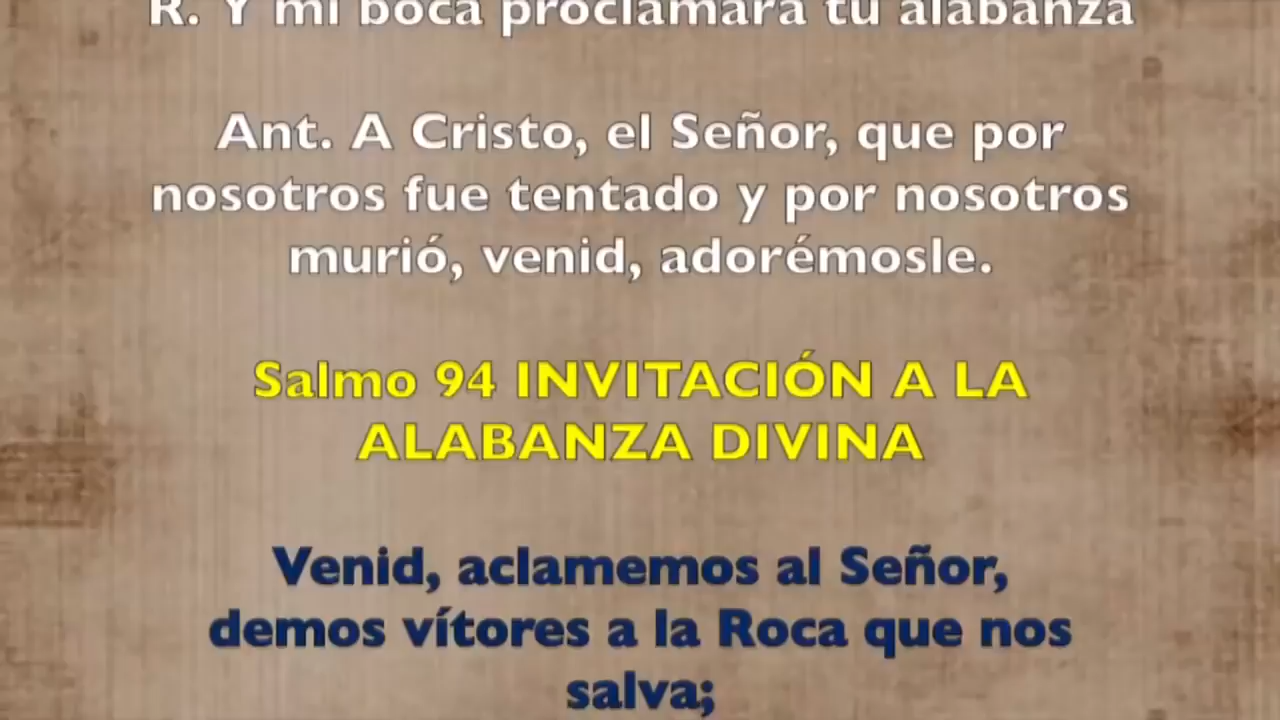 R. Y mi boca proclamará tu alabanza
Ant. A Cristo, el Señor, que por
nosotros fue tentado y por nosotros
murió, venid, adorémosle.
Salmo 94 INVITACIÓN A LA
ALABANZA DIVINA
Venid, aclamemos al Señor,
demos vítores a la Roca que nos
salva;